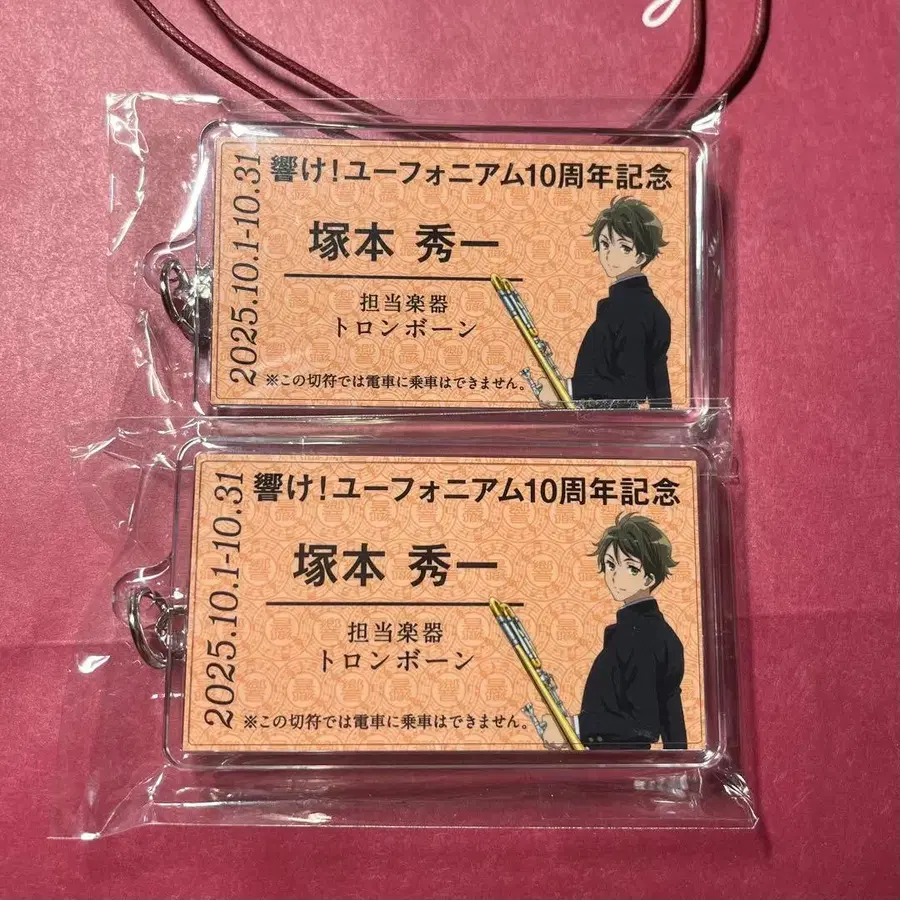 響け!ユーフォニアム10周年記念
2025.10.1-10.31
塚本 秀一
担当楽器
トロンボーン
※この切符では電車に乗車はできません。
響け!ユーフォニアム10周年記念
2025.10.1-10.31
塚本 秀一
担当楽器
トロンボーン
※この切符では電車に乗車はできません。